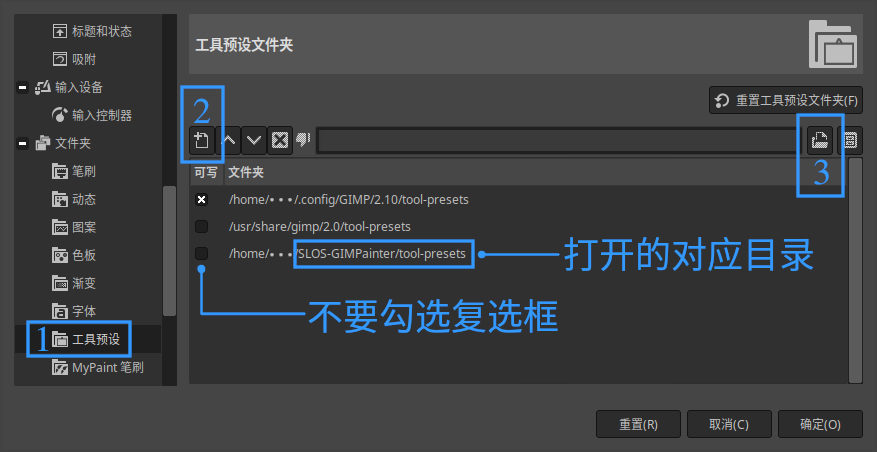 标题和状态
吸附
输入设备
输入控制器
文件夹
笔刷
动态
图案
色板
渐变
字体
1
工具预设
MyPaint 笔刷
工具预设文件夹
重置工具预设文件夹(F)
2
3
可写 文件夹
/home/•••/.config/GIMP/2.10/tool-presets
/usr/share/gimp/2.0/tool-presets
/home/•••/SLOS-GIMPainter/tool-presets
打开的对应目录
不要勾选复选框
重置(R) 取消(C) 确定(O)